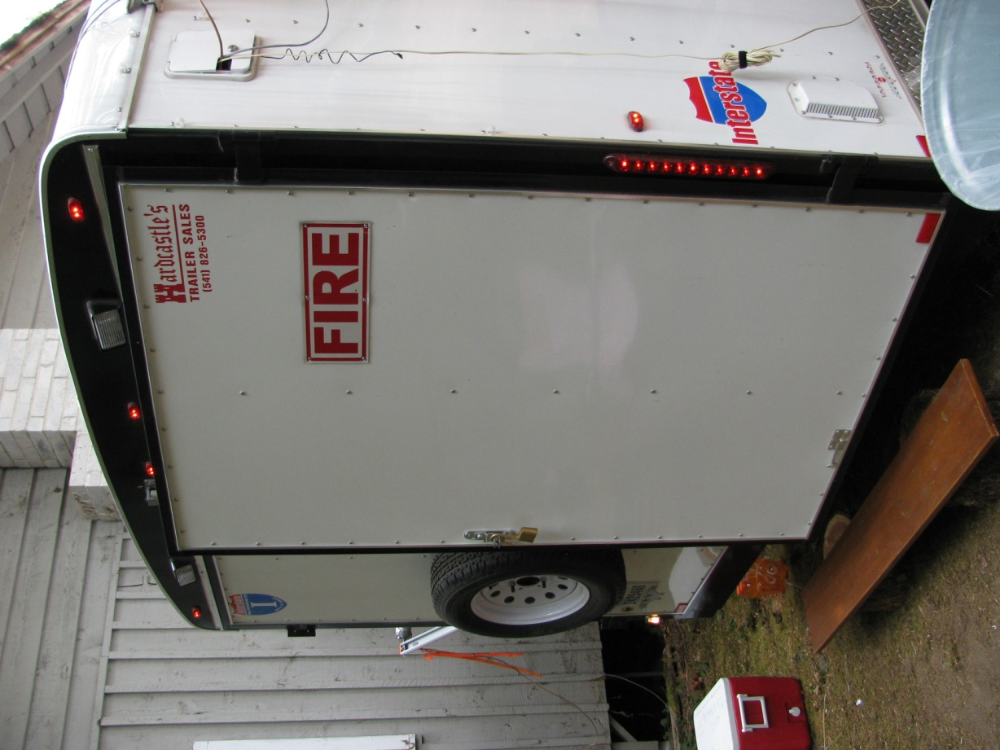 Hardcastle's
TRAILER SALES
(541) 826-5300
FIRE
Interstate
I